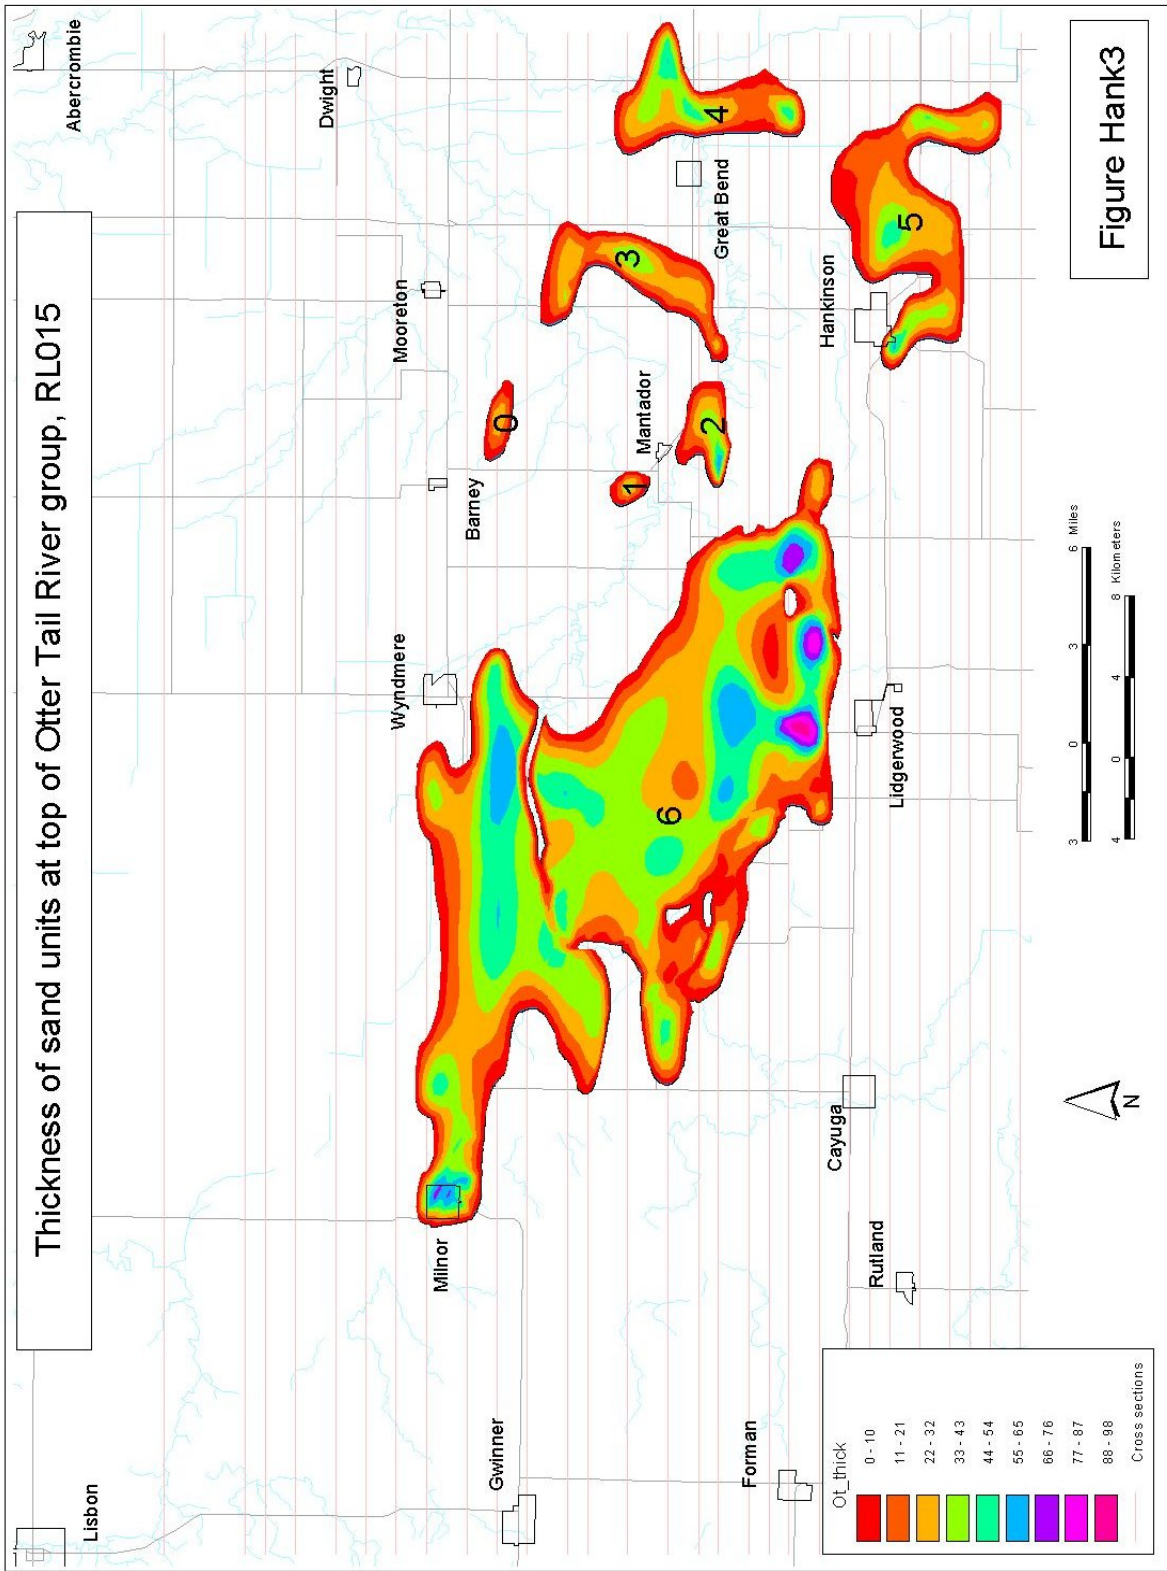 Thickness of sand units at top of Otter Tail River group, RL015
Lisbon
Abercrombie
Dwight
Mooreton
Barney
Wyndmere
Milnor
Gwinner
Mantador
Great Bend
Hankinson
Lidgerwood
Cayuga
Rutland
Forman
0
1
2
3
4
5
6
Ot_thick
0 - 10
11 - 21
22 - 32
33 - 43
44 - 54
55 - 65
66 - 76
77 - 87
88 - 98
Cross sections
N
3 0 3 6 Miles
4 0 4 8 Kilometers
Figure Hank3